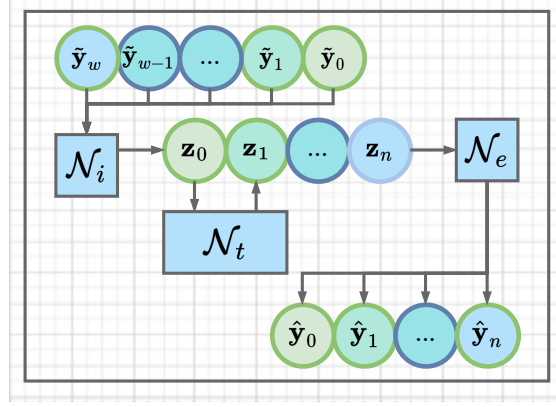 ỹ_w ỹ_{w−1} ... ỹ_1 ỹ_0
𝒩_i z_0 z_1 ... z_n 𝒩_e
𝒩_t
ŷ_0 ŷ_1 ... ŷ_n